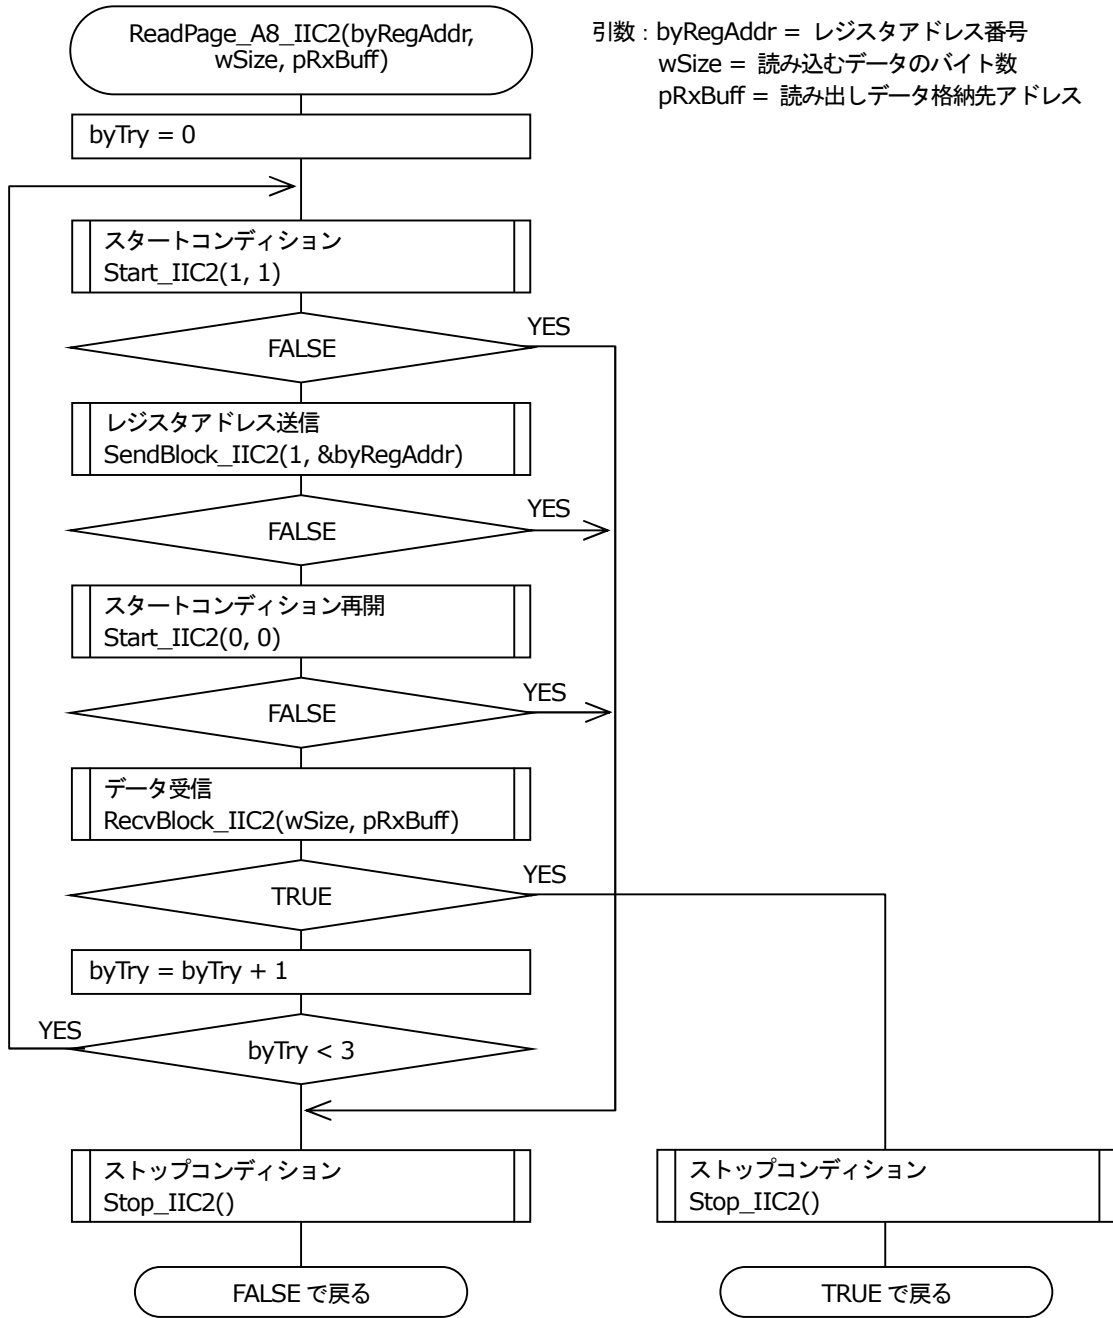 ReadPage_A8_IIC2(byRegAddr,
wSize, pRxBuff)
引数：byRegAddr = レジスタアドレス番号
wSize = 読み込むデータのバイト数
pRxBuff = 読み出しデータ格納先アドレス
byTry = 0
スタートコンディション
Start_IIC2(1, 1)
FALSE
YES
レジスタアドレス送信
SendBlock_IIC2(1, &byRegAddr)
FALSE
YES
スタートコンディション再開
Start_IIC2(0, 0)
FALSE
YES
データ受信
RecvBlock_IIC2(wSize, pRxBuff)
TRUE
YES
byTry = byTry + 1
YES
byTry < 3
ストップコンディション
Stop_IIC2()
ストップコンディション
Stop_IIC2()
FALSE で戻る
TRUE で戻る